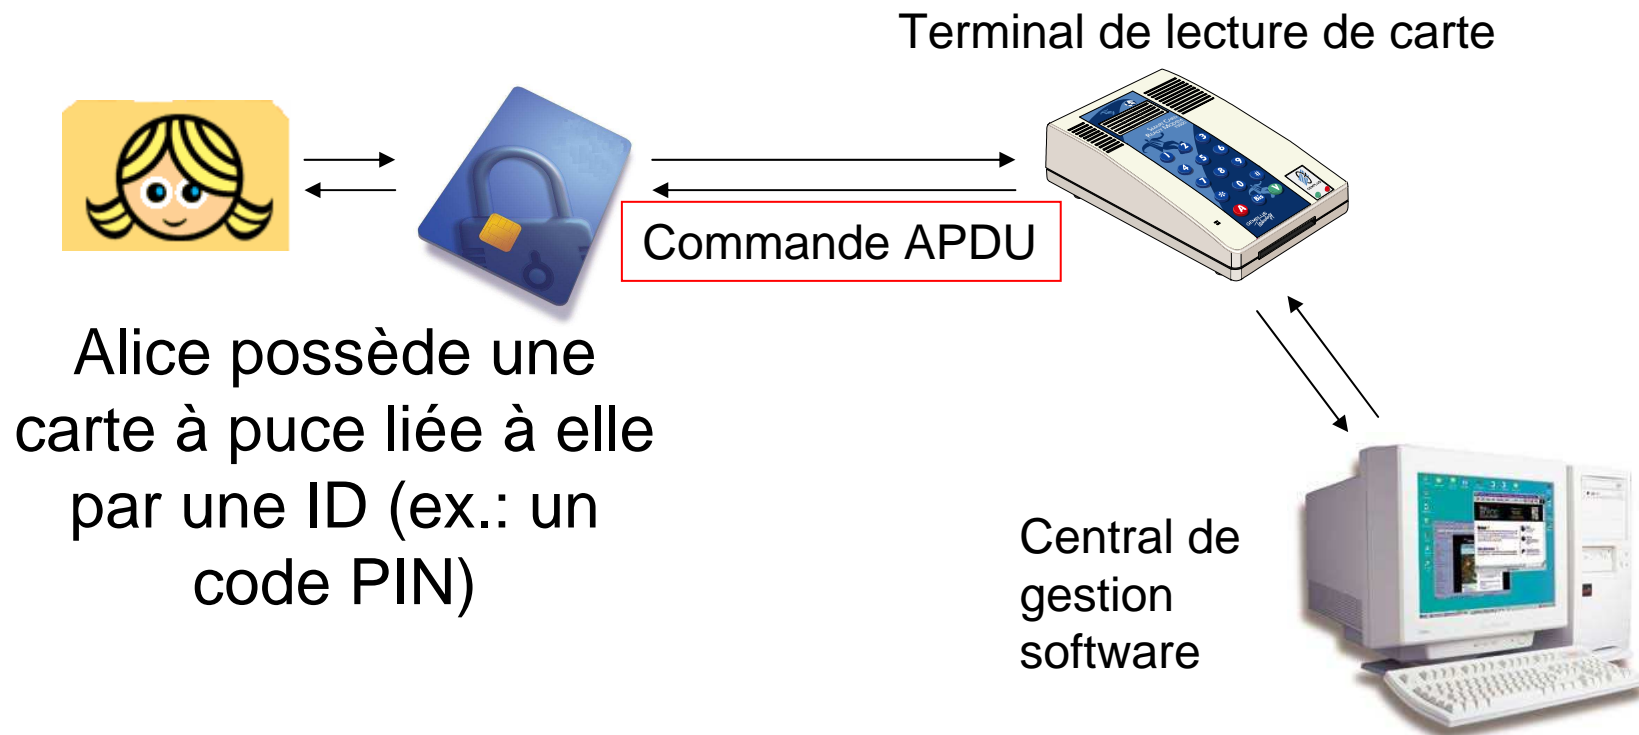 Terminal de lecture de carte
Commande APDU
Alice possède une
carte à puce liée à elle
par une ID (ex.: un
code PIN)
Central de
gestion
software